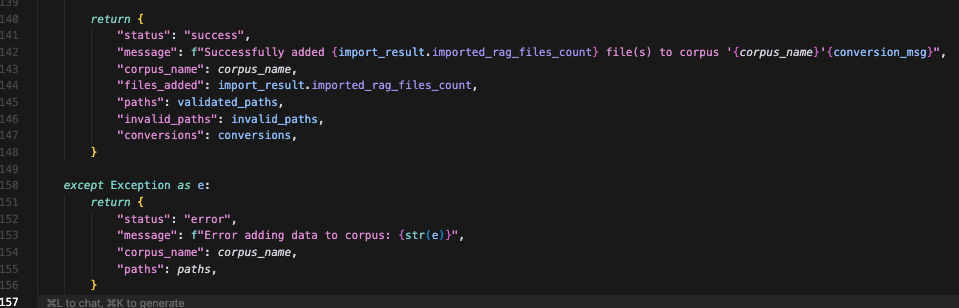 139
140 return {
141 "status": "success",
142 "message": f"Successfully added {import_result.imported_rag_files_count} file(s) to corpus '{corpus_name}'{conversion_msg}",
143 "corpus_name": corpus_name,
144 "files_added": import_result.imported_rag_files_count,
145 "paths": validated_paths,
146 "invalid_paths": invalid_paths,
147 "conversions": conversions,
148 }
149
150 except Exception as e:
151 return {
152 "status": "error",
153 "message": f"Error adding data to corpus: {str(e)}",
154 "corpus_name": corpus_name,
155 "paths": paths,
156 }
157 ⌘L to chat, ⌘K to generate